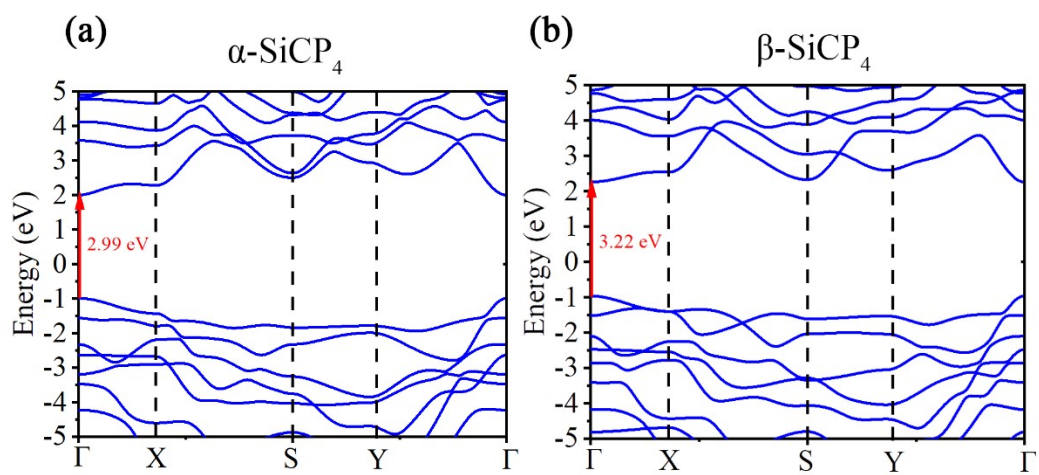 (a)
α-SiCP₄
Energy (eV)
5
4
3
2
1
0
-1
-2
-3
-4
-5
2.99 eV
Γ X S Y Γ
(b)
β-SiCP₄
Energy (eV)
5
4
3
2
1
0
-1
-2
-3
-4
-5
3.22 eV
Γ X S Y Γ